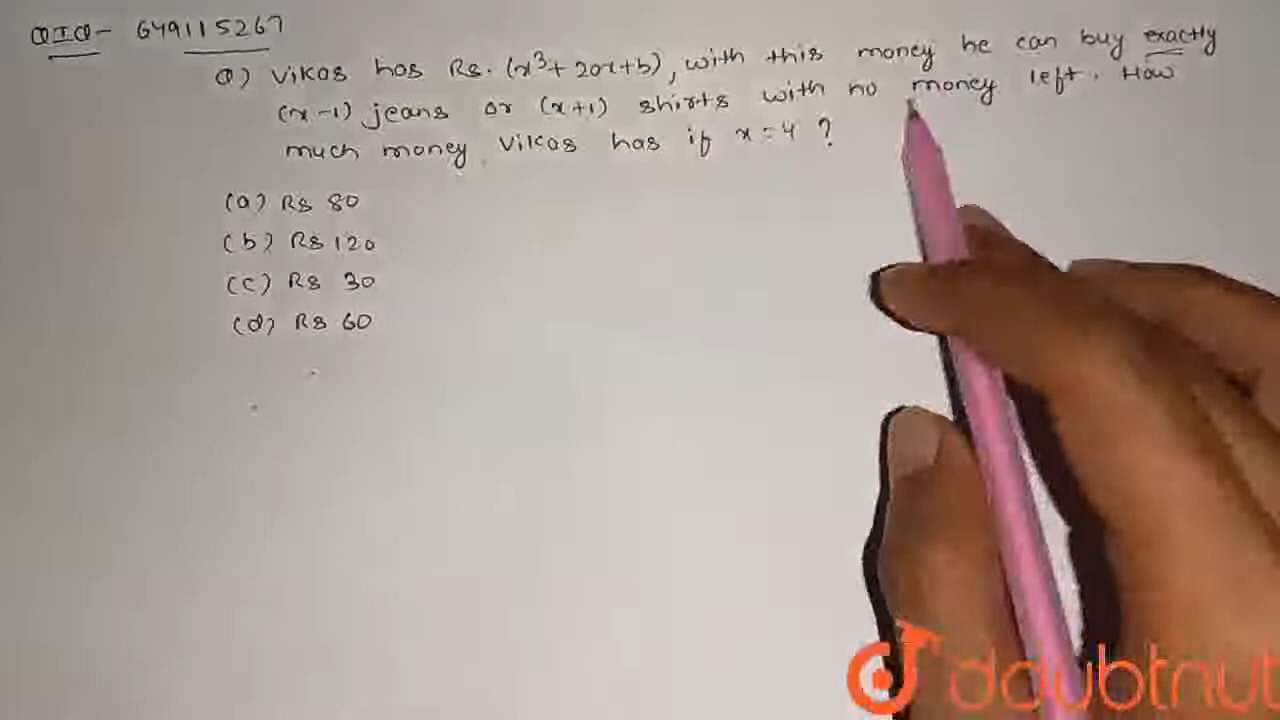 QID- 649115267
Q) Vikas has Rs. (x³+2ax+b), with this money he can buy exactly
(x-1) jeans or (x+1) shirts with no money left. How
much money Vikas has if x=4?
(a) Rs 80
(b) Rs 120
(c) Rs 30
(d) Rs 60
doubtnut